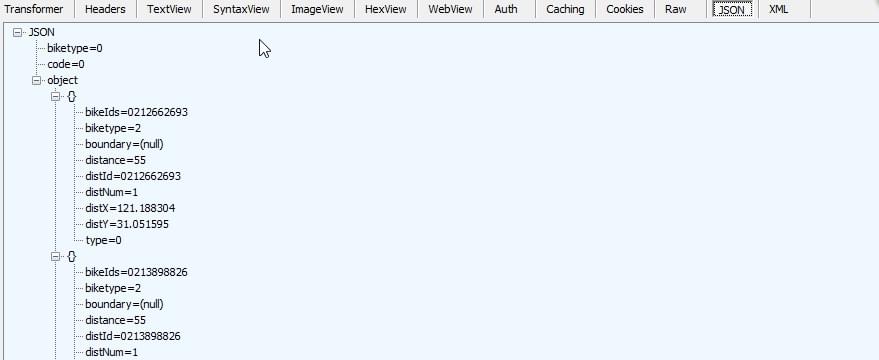 Transformer Headers TextView SyntaxView ImageView HexView WebView Auth Caching Cookies Raw JSON XML
JSON
biketype=0
code=0
object
{}
bikeIds=0212662693
biketype=2
boundary=(null)
distance=55
distId=0212662693
distNum=1
distX=121.188304
distY=31.051595
type=0
{}
bikeIds=0213898826
biketype=2
boundary=(null)
distance=55
distId=0213898826
distNum=1